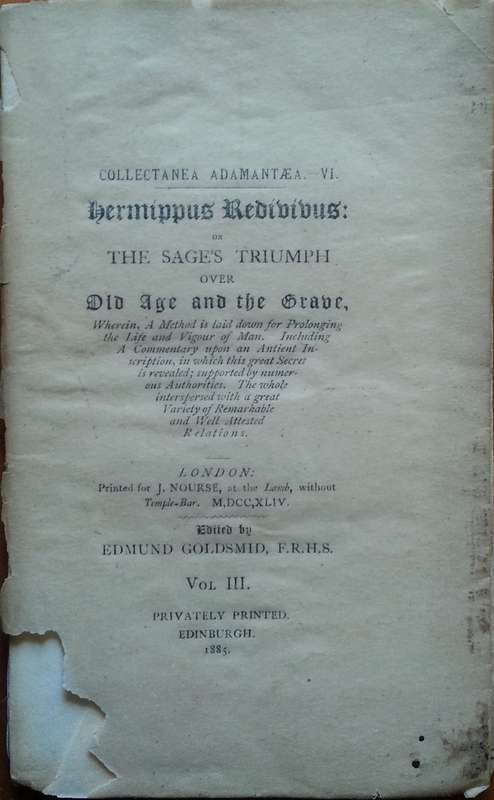 COLLECTANEA ADAMANTÆA.—VI.
Hermippus Redivivus:
OR
THE SAGE'S TRIUMPH
OVER
Old Age and the Grave,
Wherein, A Method is laid down for Prolonging
the Life and Vigour of Man. Including
A Commentary upon an Antient In-
scription, in which this great Secret
is revealed; supported by numer-
ous Authorities. The whole
interspersed with a great
Variety of Remarkable
and Well Attested
Relations.
LONDON:
Printed for J. NOURSE, at the Lamb, without
Temple-Bar. M,DCC,XLIV.
Edited by
EDMUND GOLDSMID, F.R.H.S.
VOL III.
PRIVATELY PRINTED.
EDINBURGH.
1885.